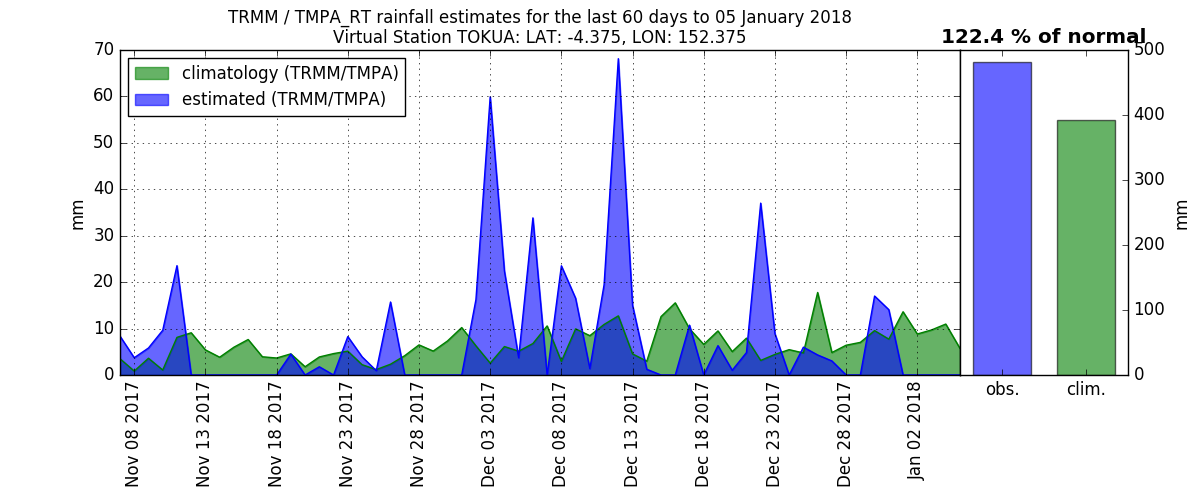 TRMM / TMPA_RT rainfall estimates for the last 60 days to 05 January 2018
Virtual Station TOKUA: LAT: -4.375, LON: 152.375
122.4 % of normal
climatology (TRMM/TMPA)
estimated (TRMM/TMPA)
70
60
50
40
30
20
10
0
mm
Nov 08 2017
Nov 13 2017
Nov 18 2017
Nov 23 2017
Nov 28 2017
Dec 03 2017
Dec 08 2017
Dec 13 2017
Dec 18 2017
Dec 23 2017
Dec 28 2017
Jan 02 2018
obs.
clim.
500
400
300
200
100
0
mm